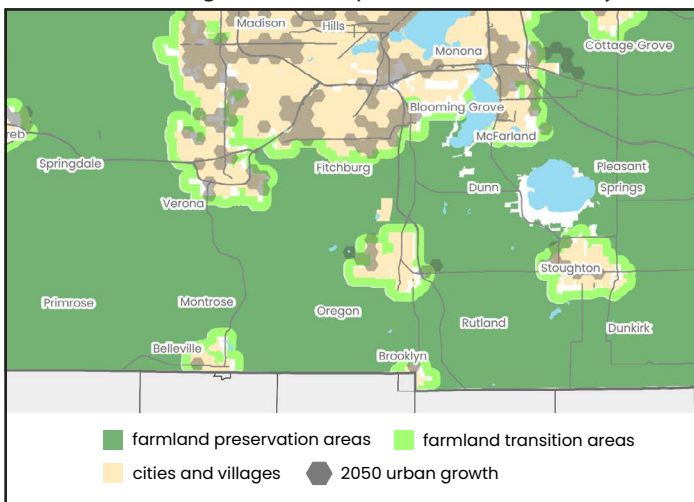 Madison
Hills
Monona
Cottage Grove
Blooming Grove
McFarland
reb
Springdale
Fitchburg
Pleasant
Springs
Dunn
Verona
Stoughton
Primrose
Montrose
Oregon
Rutland
Dunkirk
Belleville
Brooklyn
farmland preservation areas
farmland transition areas
cities and villages
2050 urban growth